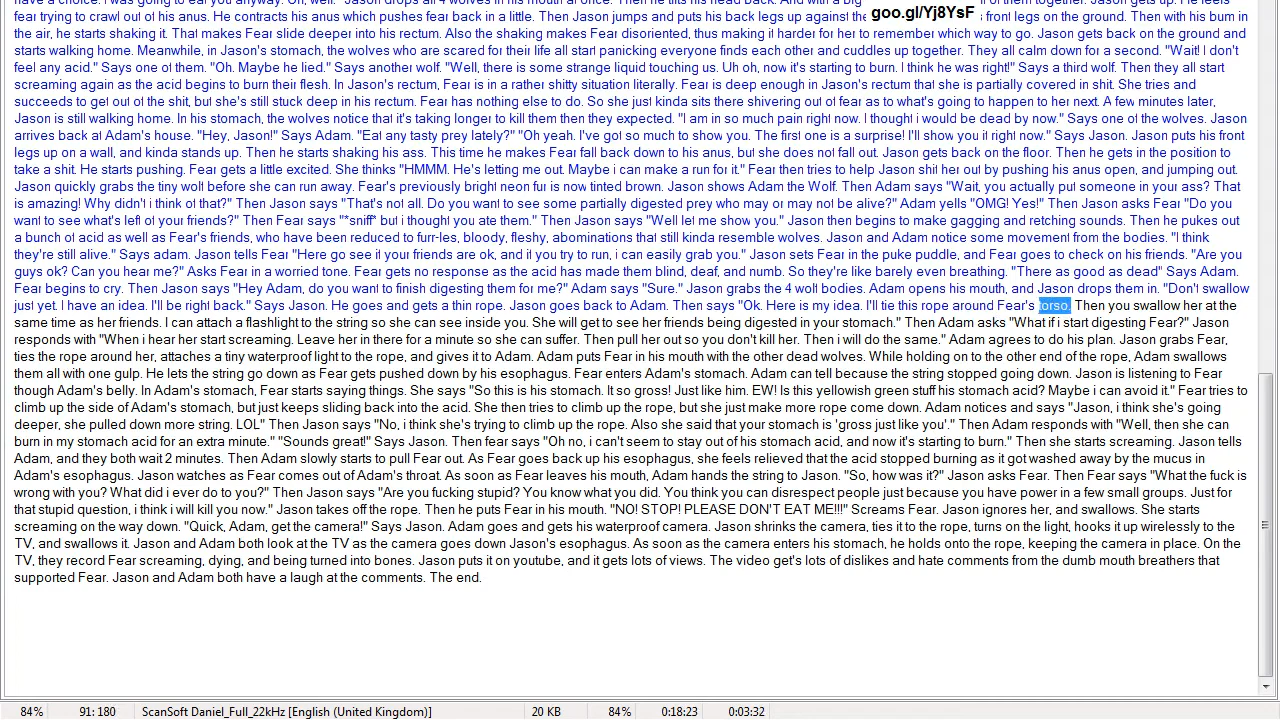 have a choice. I was going to eat you anyway. Oh, well." Jason drops all 4 wolves in his mouth at once. Then he tilts his head back. And with a big of them together. Jason gets up. He feels
fear trying to crawl out of his anus. He contracts his anus which pushes fear back in a little. Then Jason jumps and puts his back legs up against the goo.gl/Yj8YsF front legs on the ground. Then with his bum in
the air, he starts shaking it. That makes Fear slide deeper into his rectum. Also the shaking makes Fear disoriented, thus making it harder for her to remember which way to go. Jason gets back on the ground and
starts walking home. Meanwhile, in Jason's stomach, the wolves who are scared for their life all start panicking everyone finds each other and cuddles up together. They all calm down for a second. "Wait! I don't
feel any acid." Says one of them. "Oh. Maybe he lied." Says another wolf. "Well, there is some strange liquid touching us. Uh oh, now it's starting to burn. I think he was right!" Says a third wolf. Then they all start
screaming again as the acid begins to burn their flesh. In Jason's rectum, Fear is in a rather shitty situation literally. Fear is deep enough in Jason's rectum that she is partially covered in shit. She tries and
succeeds to get out of the shit, but she's still stuck deep in his rectum. Fear has nothing else to do. So she just kinda sits there shivering out of fear as to what's going to happen to her next. A few minutes later,
Jason is still walking home. In his stomach, the wolves notice that it's taking longer to kill them then they expected. "I am in so much pain right now. I thought i would be dead by now." Says one of the wolves. Jason
arrives back at Adam's house. "Hey, Jason!" Says Adam. "Eat any tasty prey lately?" "Oh yeah. I've got so much to show you. The first one is a surprise! I'll show you it right now." Says Jason. Jason puts his front
legs up on a wall, and kinda stands up. Then he starts shaking his ass. This time he makes Fear fall back down to his anus, but she does not fall out. Jason gets back on the floor. Then he gets in the position to
take a shit. He starts pushing. Fear gets a little excited. She thinks "HMMM. He's letting me out. Maybe i can make a run for it." Fear then tries to help Jason shit her out by pushing his anus open, and jumping out.
Jason quickly grabs the tiny wolf before she can run away. Fear's previously bright neon fur is now tinted brown. Jason shows Adam the Wolf. Then Adam says "Wait, you actually put someone in your ass? That
is amazing! Why didn't i think of that?" Then Jason says "That's not all. Do you want to see some partially digested prey who may or may not be alive?" Adam yells "OMG! Yes!" Then Jason asks Fear "Do you
want to see what's left of your friends?" Then Fear says "*sniff* but i thought you ate them." Then Jason says "Well let me show you." Jason then begins to make gagging and retching sounds. Then he pukes out
a bunch of acid as well as Fear's friends, who have been reduced to furr-les, bloody, fleshy, abominations that still kinda resemble wolves. Jason and Adam notice some movement from the bodies. "I think
they're still alive." Says adam. Jason tells Fear "Here go see if your friends are ok and if you try to run, i can easily grab you." Jason sets Fear in the puke puddle, and Fear goes to check on his friends. "Are you
guys ok? Can you hear me?" Asks Fear in a worried tone. Fear gets no response as the acid has made them blind, deaf, and numb. So they're like barely even breathing. "There as good as dead" Says Adam.
Fear begins to cry. Then Jason says "Hey Adam, do you want to finish digesting them for me?" Adam says "Sure." Jason grabs the 4 wolf bodies. Adam opens his mouth, and Jason drops them in. "Don't swallow
just yet. I have an idea. I'll be right back." Says Jason. He goes and gets a thin rope. Jason goes back to Adam. Then says "Ok. Here is my idea. I'll tie this rope around Fear's torso. Then you swallow her at the
same time as her friends. I can attach a flashlight to the string so she can see inside you. She will get to see her friends being digested in your stomach." Then Adam asks "What if i start digesting Fear?" Jason
responds with "When i hear her start screaming. Leave her in there for a minute so she can suffer. Then pull her out so you don't kill her. Then i will do the same." Adam agrees to do his plan. Jason grabs Fear,
ties the rope around her, attaches a tiny waterproof light to the rope, and gives it to Adam. Adam puts Fear in his mouth with the other dead wolves. While holding on to the other end of the rope, Adam swallows
them all with one gulp. He lets the string go down as Fear gets pushed down by his esophagus. Fear enters Adam's stomach. Adam can tell because the string stopped going down. Jason is listening to Fear
though Adam's belly. In Adam's stomach, Fear starts saying things. She says "So this is his stomach. It so gross! Just like him. EW! Is this yellowish green stuff his stomach acid? Maybe i can avoid it." Fear tries to
climb up the side of Adam's stomach, but just keeps sliding back into the acid. She then tries to climb up the rope, but she just make more rope come down. Adam notices and says "Jason, i think she's going
deeper, she pulled down more string. LOL" Then Jason says "No, i think she's trying to climb up the rope. Also she said that your stomach is 'gross just like you'." Then Adam responds with "Well, then she can
burn in my stomach acid for an extra minute." "Sounds great!" Says Jason. Then fear says "Oh no, i can't seem to stay out of his stomach acid, and now it's starting to burn." Then she starts screaming. Jason tells
Adam, and they both wait 2 minutes. Then Adam slowly starts to pull Fear out. As Fear goes back up his esophagus, she feels relieved that the acid stopped burning as it got washed away by the mucus in
Adam's esophagus. Jason watches as Fear comes out of Adam's throat. As soon as Fear leaves his mouth, Adam hands the string to Jason. "So, how was it?" Jason asks Fear. Then Fear says "What the fuck is
wrong with you? What did i ever do to you?" Then Jason says "Are you fucking stupid? You know what you did. You think you can disrespect people just because you have power in a few small groups. Just for
that stupid question, i think i will kill you now." Jason takes off the rope. Then he puts Fear in his mouth. "NO! STOP! PLEASE DON'T EAT ME!!!" Screams Fear. Jason ignores her, and swallows. She starts
screaming on the way down. "Quick, Adam, get the camera!" Says Jason. Adam goes and gets his waterproof camera. Jason shrinks the camera, ties it to the rope, turns on the light, hooks it up wirelessly to the
TV, and swallows it. Jason and Adam both look at the TV as the camera goes down Jason's esophagus. As soon as the camera enters his stomach, he holds onto the rope, keeping the camera in place. On the
TV, they record Fear screaming, dying, and being turned into bones. Jason puts it on youtube, and it gets lots of views. The video get's lots of dislikes and hate comments from the dumb mouth breathers that
supported Fear. Jason and Adam both have a laugh at the comments. The end.
84% 91: 180 ScanSoft Daniel_Full_22kHz [English (United Kingdom)] 20 KB 84% 0:18:23 0:03:32